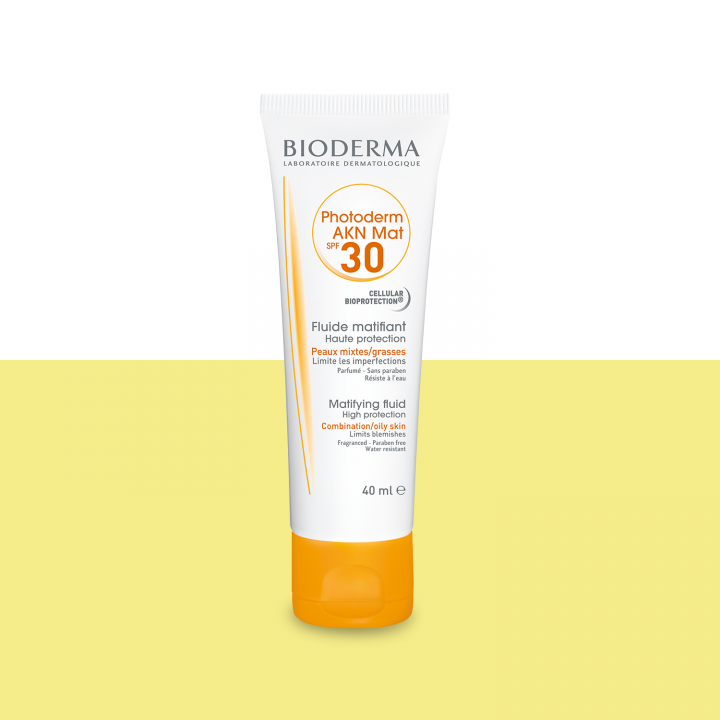 BIODERMA
LABORATOIRE DERMATOLOGIQUE
Photoderm
AKN Mat
SPF 30
CELLULAR
BIOPROTECTION®
Fluide matifiant
Haute protection
Peaux mixtes/grasses
Limite les imperfections
Parfumé - Sans paraben
Résiste à l'eau
Matifying fluid
High protection
Combination/oily skin
Limits blemishes
Fragranced - Paraben free
Water resistant
40 ml ℮